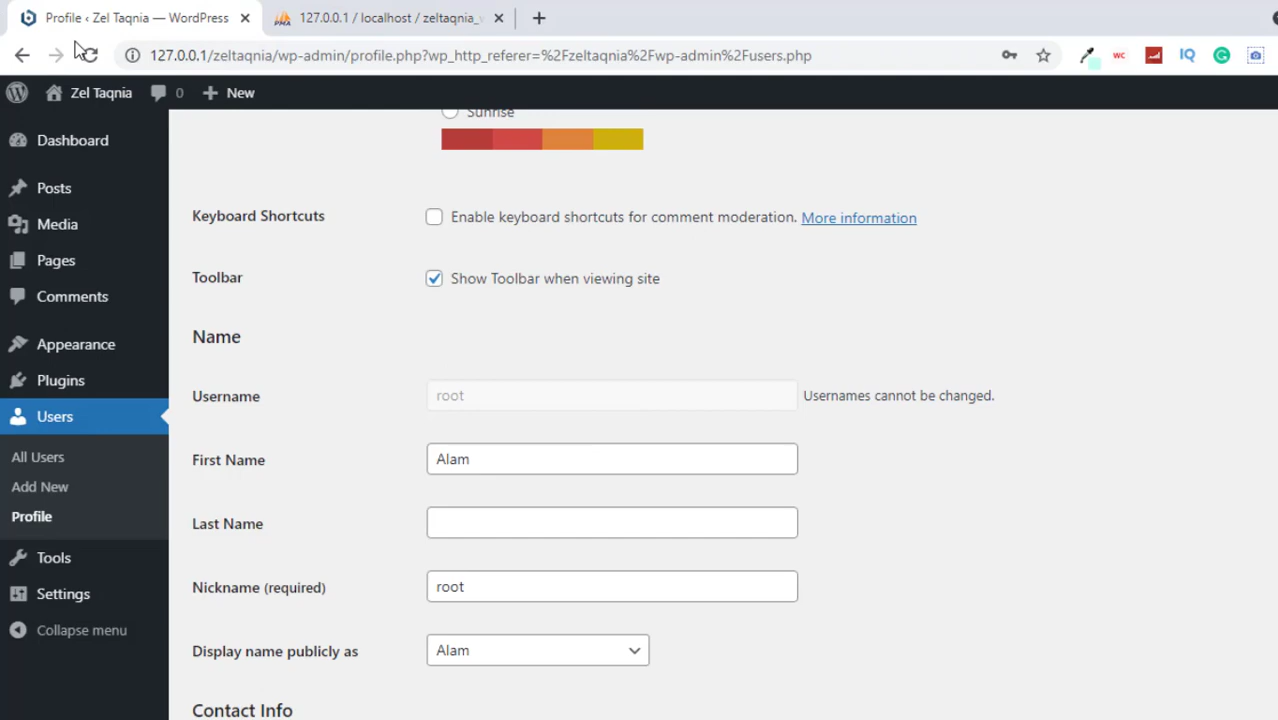 Profile ‹ Zel Taqnia — WordPress
127.0.0.1 / localhost / zeltaqnia_
127.0.0.1/zeltaqnia/wp-admin/profile.php?wp_http_referer=%2Fzeltaqnia%2Fwp-admin%2Fusers.php
WC
IQ
Zel Taqnia
0
New
Sunrise
Dashboard
Posts
Media
Pages
Comments
Appearance
Plugins
Users
All Users
Add New
Profile
Tools
Settings
Collapse menu
Keyboard Shortcuts
Enable keyboard shortcuts for comment moderation. More information
Toolbar
Show Toolbar when viewing site
Name
Username
root
Usernames cannot be changed.
First Name
Alam
Last Name
Nickname (required)
root
Display name publicly as
Alam
Contact Info